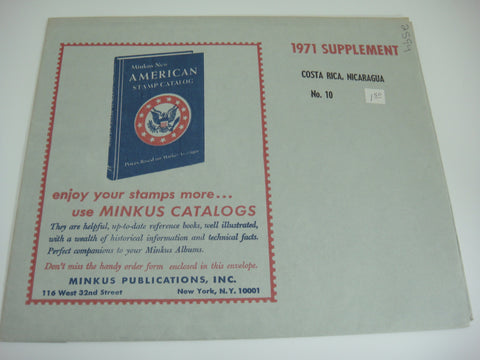 1971 SUPPLEMENT
COSTA RICA, NICARAGUA
No. 10
Minkus New
AMERICAN
STAMP CATALOG
enjoy your stamps more...
use MINKUS CATALOGS
They are helpful, up-to-date reference books, well illustrated,
with a wealth of historical information and technical facts.
Perfect companions to your Minkus Albums.
Don't miss the handy order form enclosed in this envelope.
MINKUS PUBLICATIONS, INC.
116 West 32nd Street New York, N.Y. 10001